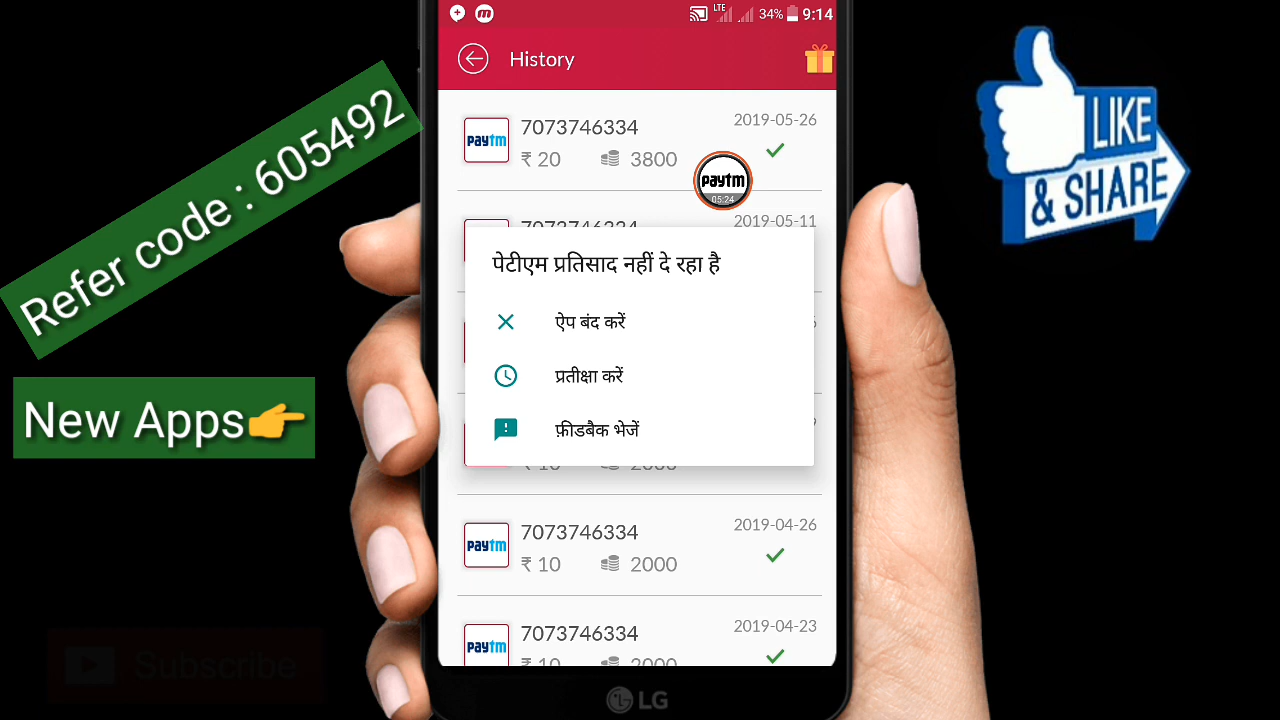 LTE 34% 9:14
History
7073746334 2019-05-26
₹ 20 3800
paytm
paytm
05:24
2019-05-11
पेटीएम प्रतिसाद नहीं दे रहा है
ऐप बंद करें
प्रतीक्षा करें
फ़ीडबैक भेजें
7073746334 2019-04-26
paytm
₹ 10 2000
7073746334 2019-04-23
paytm
₹ 10 2000
LG
Refer code : 605492
New Apps
Subscribe
LIKE
& SHARE